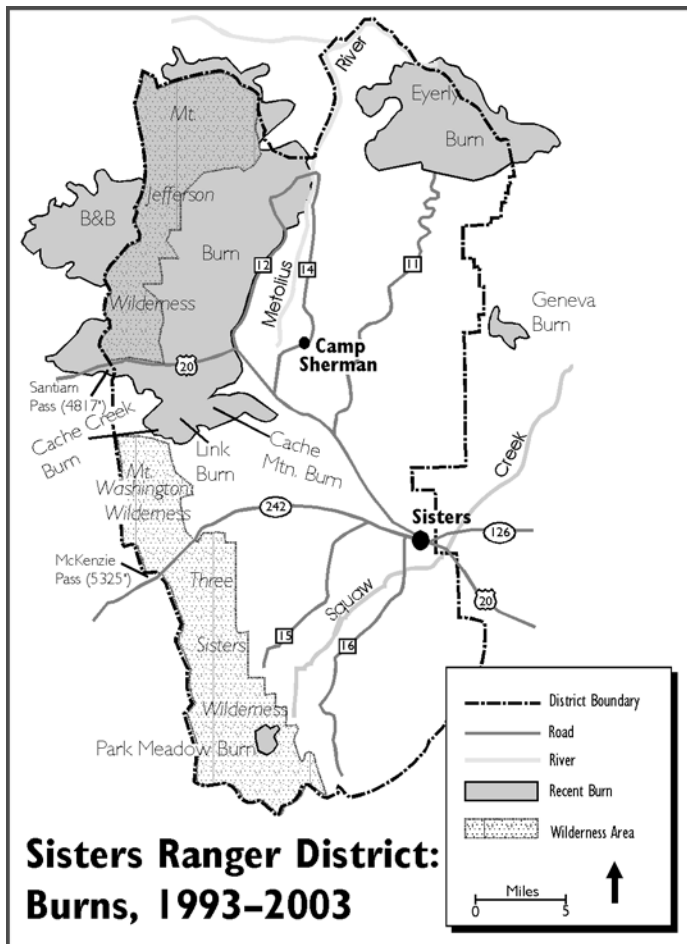 River
Eyerly
Burn
Mt.
Jefferson
Wilderness
B&B
Burn
12
14
11
Metolius
Geneva
Burn
Camp
Sherman
20
Santiam
Pass (4817')
Cache Creek
Burn
Link
Burn
Cache
Mtn. Burn
Creek
Mt.
Washington
Wilderness
242
Sisters
126
McKenzie
Pass (5325')
Three
Sisters
Wilderness
Squaw
20
15
16
Park Meadow Burn
District Boundary
Road
River
Recent Burn
Wilderness Area
Miles
0 5
Sisters Ranger District:
Burns, 1993–2003